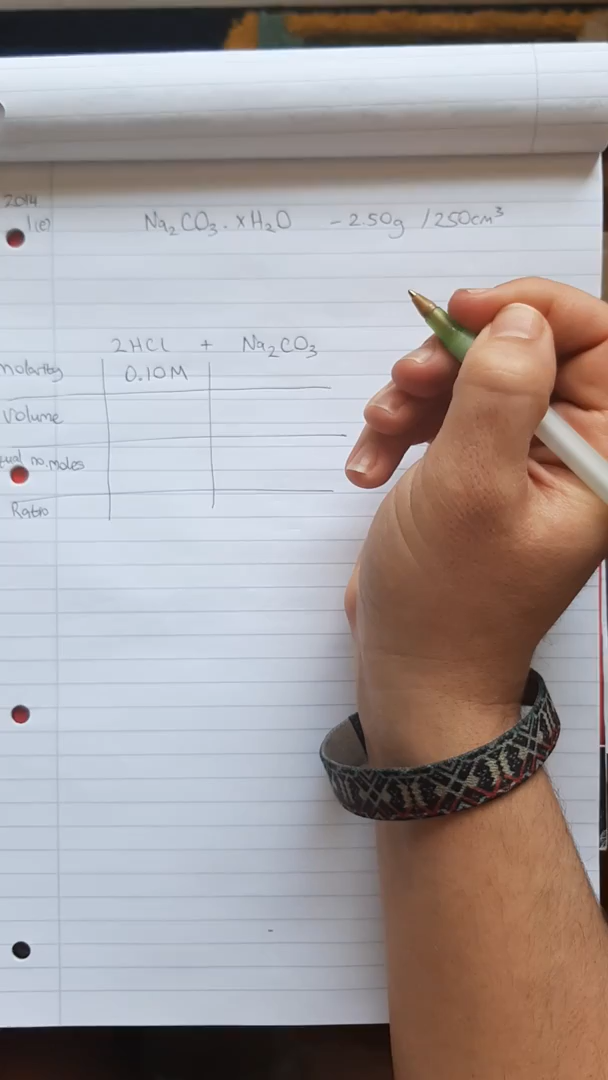 2014
1(e) Na₂CO₃.xH₂O - 2.50g /250cm³
2HCl + Na₂CO₃
molarity 0.10M
Volume
no. moles
Ratio